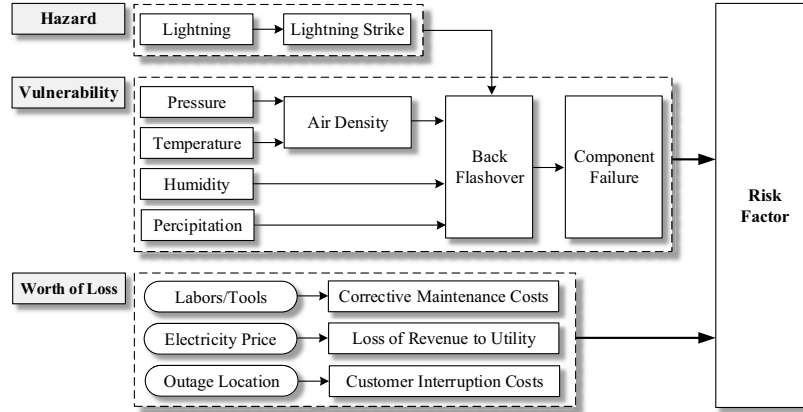 Hazard
Lightning
Lightning Strike
Vulnerability
Pressure
Temperature
Air Density
Humidity
Percipitation
Back
Flashover
Component
Failure
Risk
Factor
Worth of Loss
Labors/Tools
Corrective Maintenance Costs
Electricity Price
Loss of Revenue to Utility
Outage Location
Customer Interruption Costs